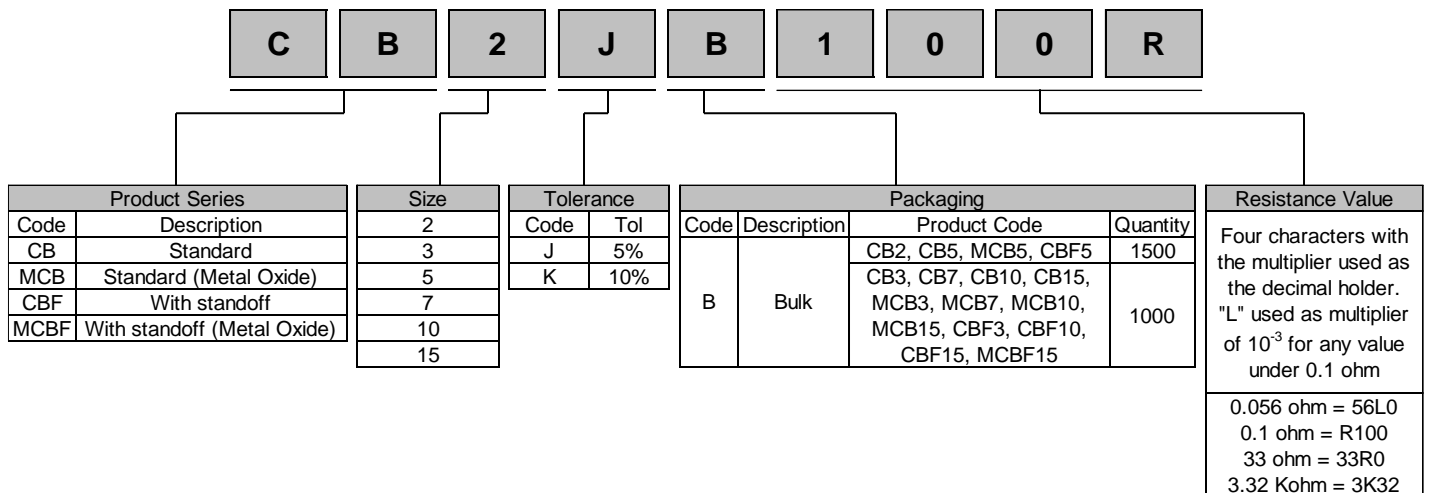 C B 2 J B 1 0 0 R
Product Series
Code Description
CB Standard
MCB Standard (Metal Oxide)
CBF With standoff
MCBF With standoff (Metal Oxide)
Size
2
3
5
7
10
15
Tolerance
Code Tol
J 5%
K 10%
Packaging
Code Description Product Code Quantity
B Bulk
CB2, CB5, MCB5, CBF5 1500
CB3, CB7, CB10, CB15,
MCB3, MCB7, MCB10,
MCB15, CBF3, CBF10,
CBF15, MCBF15
1000
Resistance Value
Four characters with
the multiplier used as
the decimal holder.
"L" used as multiplier
of 10⁻³ for any value
under 0.1 ohm
0.056 ohm = 56L0
0.1 ohm = R100
33 ohm = 33R0
3.32 Kohm = 3K32